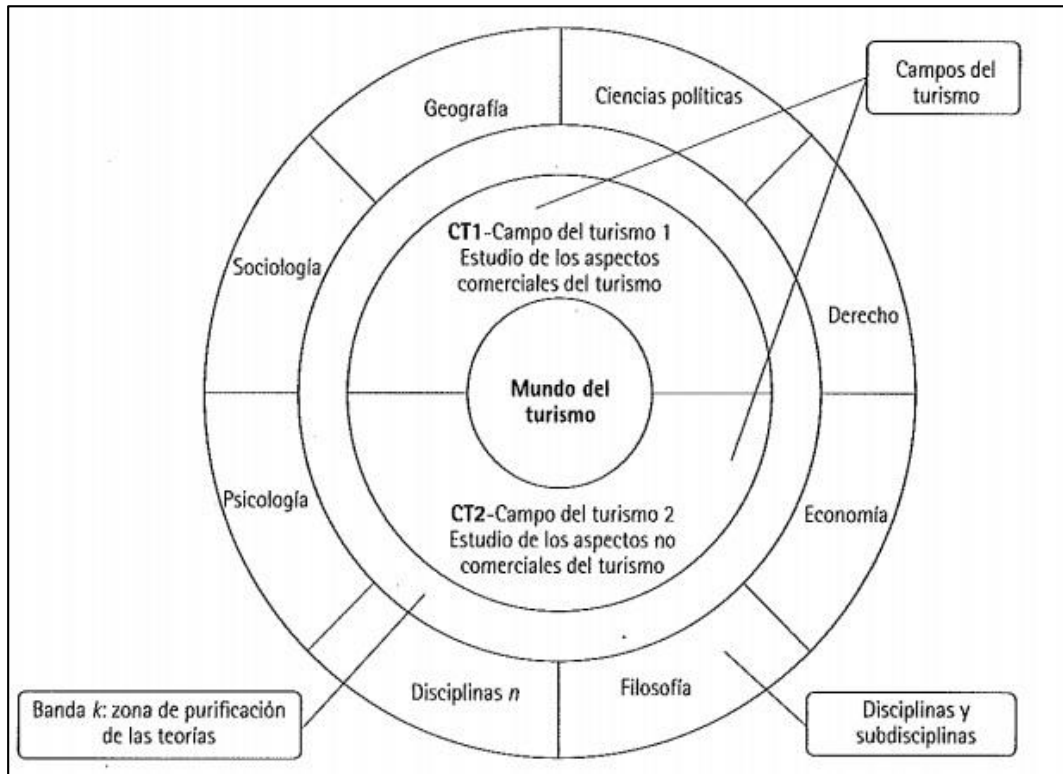 Campos del
turismo
Ciencias políticas
Geografía
CT1-Campo del turismo 1
Estudio de los aspectos
comerciales del turismo
Sociología
Derecho
Mundo del
turismo
Psicología
Economía
CT2-Campo del turismo 2
Estudio de los aspectos no
comerciales del turismo
Disciplinas n
Filosofía
Banda k: zona de purificación
de las teorías
Disciplinas y
subdisciplinas